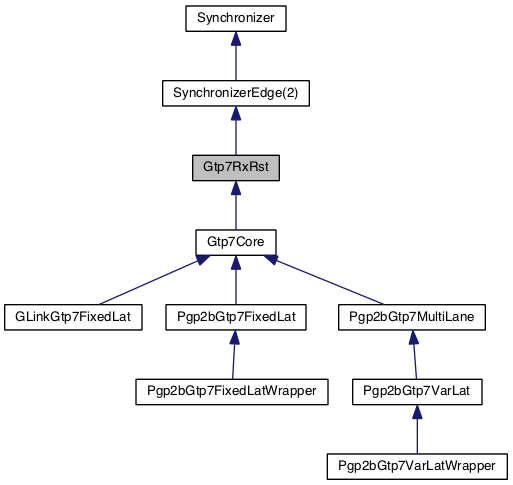 Synchronizer
SynchronizerEdge(2)
Gtp7RxRst
Gtp7Core
GLinkGtp7FixedLat
Pgp2bGtp7FixedLat
Pgp2bGtp7MultiLane
Pgp2bGtp7FixedLatWrapper
Pgp2bGtp7VarLat
Pgp2bGtp7VarLatWrapper